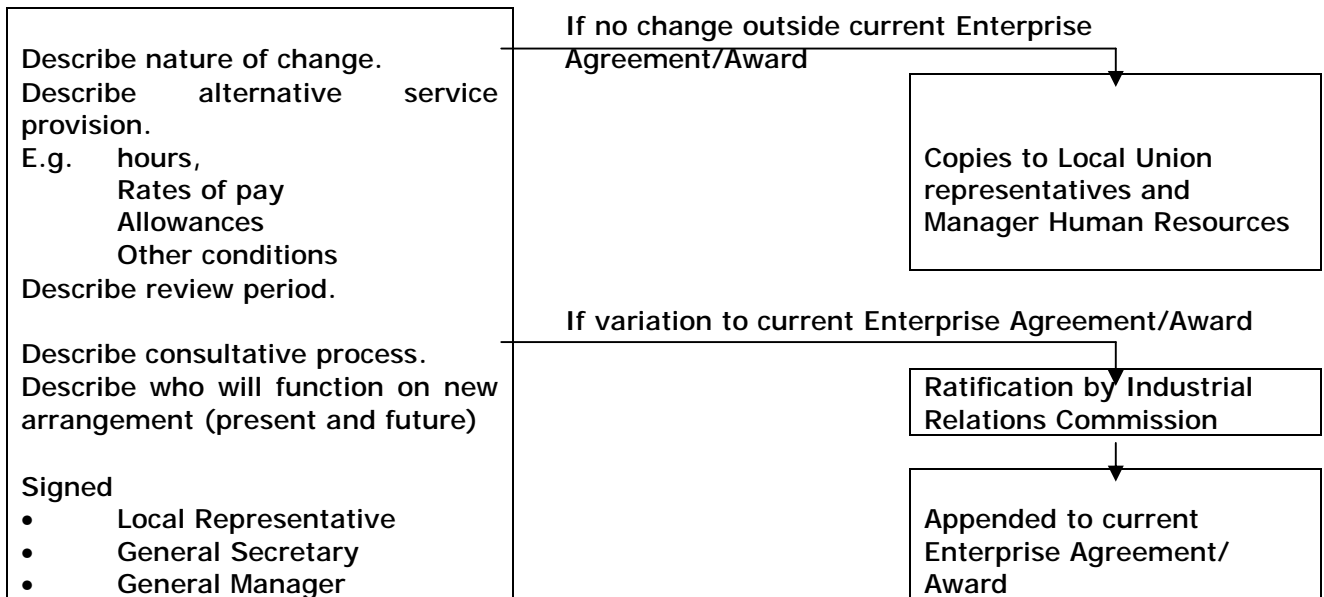 Describe nature of change.
Describe alternative service
provision.
E.g. hours,
Rates of pay
Allowances
Other conditions
Describe review period.
Describe consultative process.
Describe who will function on new
arrangement (present and future)
Signed
• Local Representative
• General Secretary
• General Manager
If no change outside current Enterprise
Agreement/Award
Copies to Local Union
representatives and
Manager Human Resources
If variation to current Enterprise Agreement/Award
Ratification by Industrial
Relations Commission
Appended to current
Enterprise Agreement/
Award